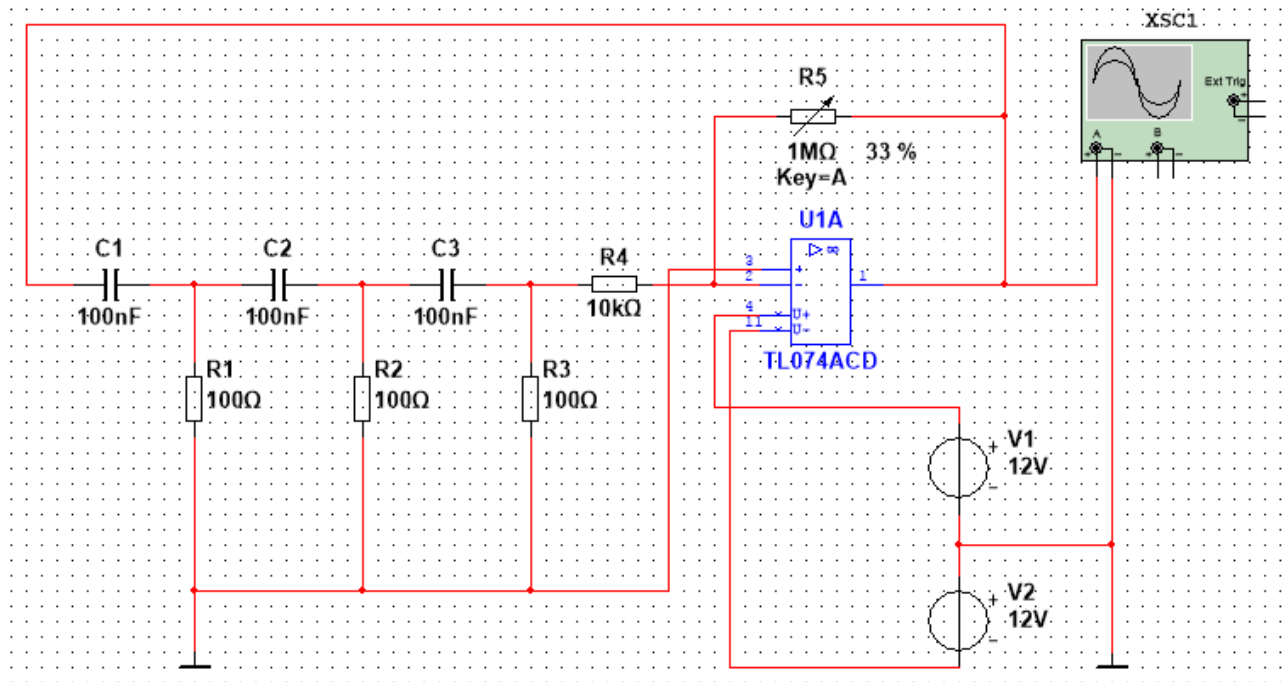 XSC1
Ext Trig
+
−
A
B
+
−
+
−
R5
1MΩ 33 %
Key=A
U1A
▷ ∞
3
+
2
−
1
4
U+
11
U−
TL074ACD
C1
100nF
C2
100nF
C3
100nF
R4
10kΩ
R1
100Ω
R2
100Ω
R3
100Ω
V1
12V
+
−
V2
12V
+
−